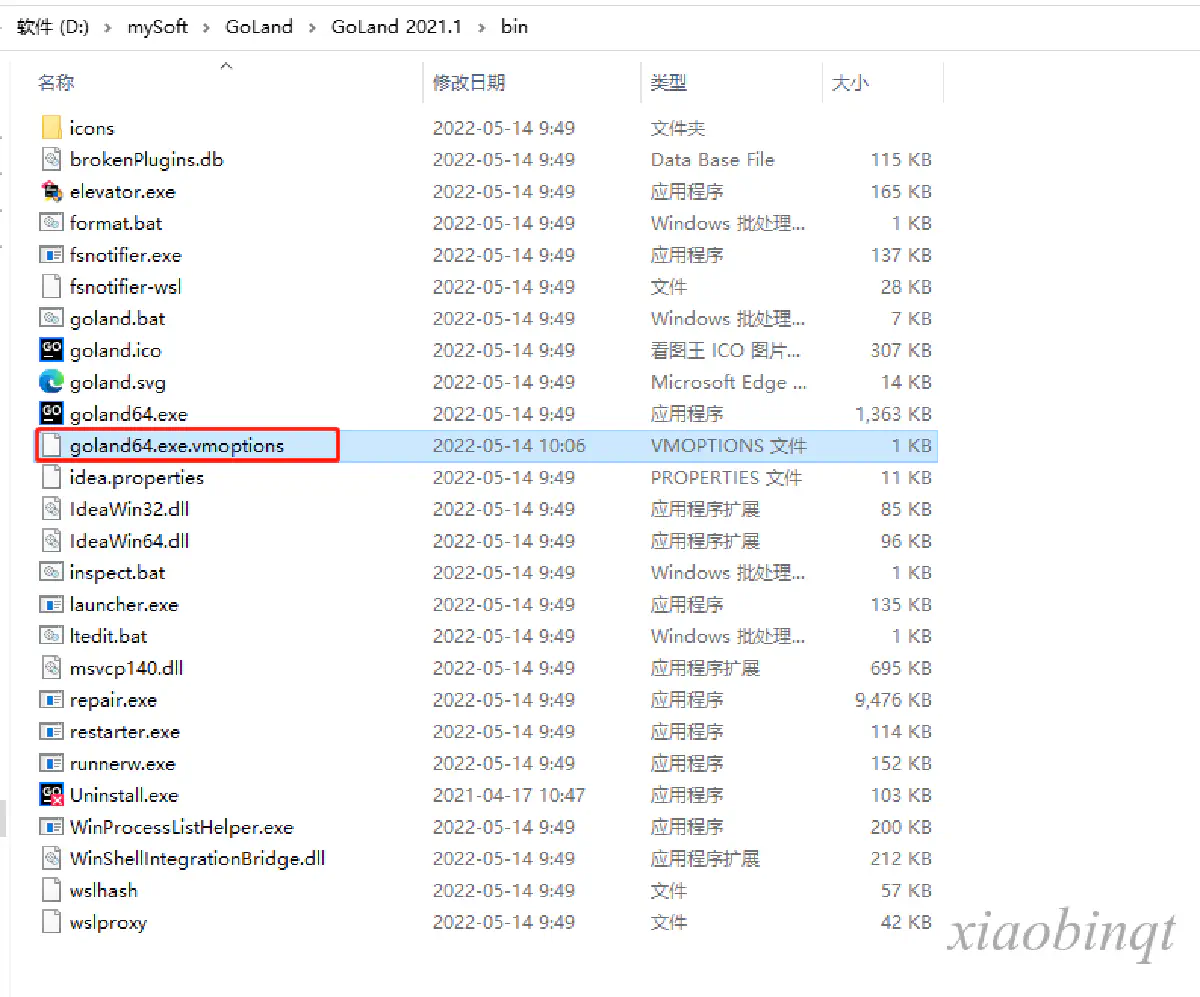 软件 (D:) › mySoft › GoLand › GoLand 2021.1 › bin
名称 修改日期 类型 大小
icons 2022-05-14 9:49 文件夹
brokenPlugins.db 2022-05-14 9:49 Data Base File 115 KB
elevator.exe 2022-05-14 9:49 应用程序 165 KB
format.bat 2022-05-14 9:49 Windows 批处理... 1 KB
fsnotifier.exe 2022-05-14 9:49 应用程序 137 KB
fsnotifier-wsl 2022-05-14 9:49 文件 28 KB
goland.bat 2022-05-14 9:49 Windows 批处理... 7 KB
goland.ico 2022-05-14 9:49 看图王 ICO 图片... 307 KB
goland.svg 2022-05-14 9:49 Microsoft Edge ... 14 KB
goland64.exe 2022-05-14 9:49 应用程序 1,363 KB
goland64.exe.vmoptions 2022-05-14 10:06 VMOPTIONS 文件 1 KB
idea.properties 2022-05-14 9:49 PROPERTIES 文件 11 KB
IdeaWin32.dll 2022-05-14 9:49 应用程序扩展 85 KB
IdeaWin64.dll 2022-05-14 9:49 应用程序扩展 96 KB
inspect.bat 2022-05-14 9:49 Windows 批处理... 1 KB
launcher.exe 2022-05-14 9:49 应用程序 135 KB
ltedit.bat 2022-05-14 9:49 Windows 批处理... 1 KB
msvcp140.dll 2022-05-14 9:49 应用程序扩展 695 KB
repair.exe 2022-05-14 9:49 应用程序 9,476 KB
restarter.exe 2022-05-14 9:49 应用程序 114 KB
runnerw.exe 2022-05-14 9:49 应用程序 152 KB
Uninstall.exe 2021-04-17 10:47 应用程序 103 KB
WinProcessListHelper.exe 2022-05-14 9:49 应用程序 200 KB
WinShellIntegrationBridge.dll 2022-05-14 9:49 应用程序扩展 212 KB
wslhash 2022-05-14 9:49 文件 57 KB
wslproxy 2022-05-14 9:49 文件 42 KB
xiaobinqt